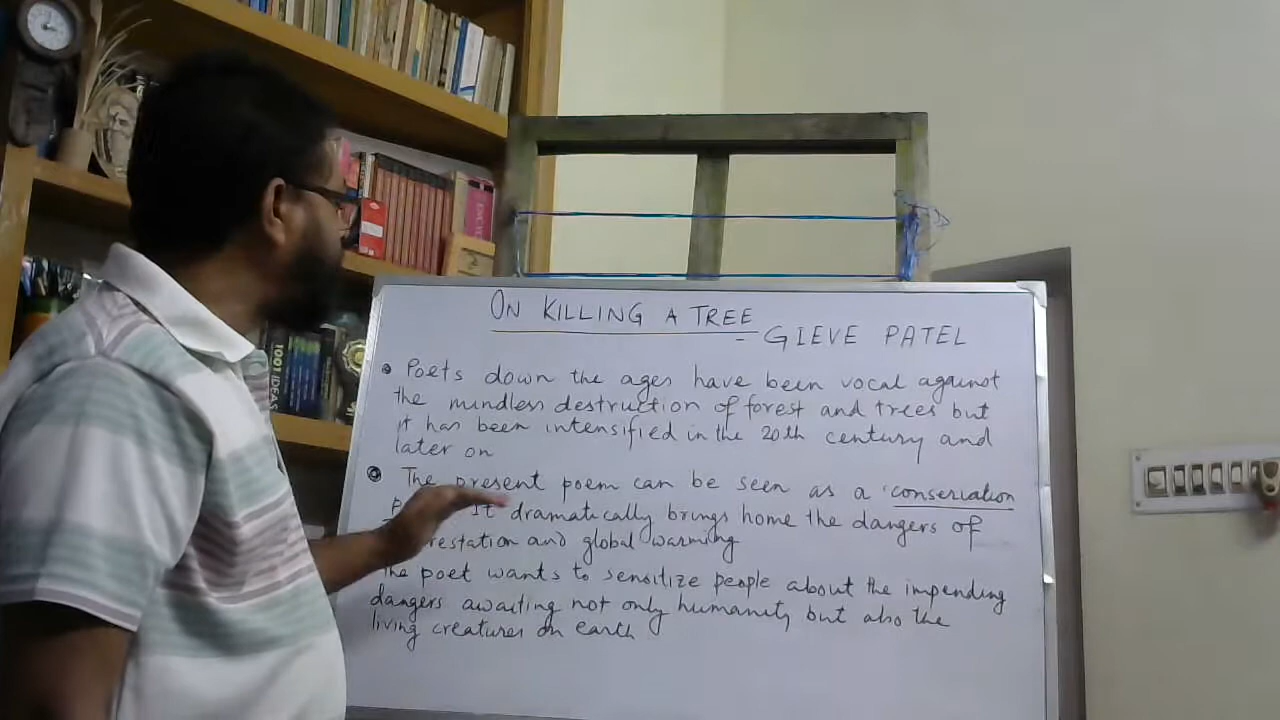 ON KILLING A TREE
- GIEVE PATEL
Poets down the ages have been vocal against
the mindless destruction of forest and trees but
it has been intensified in the 20th century and
later on
The present poem can be seen as a 'conservation
It dramatically brings home the dangers of
restation and global warming
The poet wants to sensitize people about the impending
dangers awaiting not only humanity but also the
living creatures on earth
1001 IDEAS